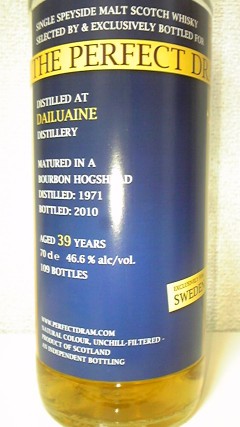 SINGLE SPEYSIDE MALT SCOTCH WHISKY
SELECTED BY & EXCLUSIVELY BOTTLED FOR
THE PERFECT DR
DISTILLED AT
DAILUAINE
DISTILLERY
MATURED IN A
BOURBON HOGSHEAD
DISTILLED: 1971
BOTTLED: 2010
AGED 39 YEARS
70 cl e 46.6 % alc/vol.
109 BOTTLES
SWEDEN
WWW.PERFECTDRAM.COM
NATURAL COLOUR, UNCHILL-FILTERED -
PRODUCT OF SCOTLAND
AN INDEPENDENT BOTTLING